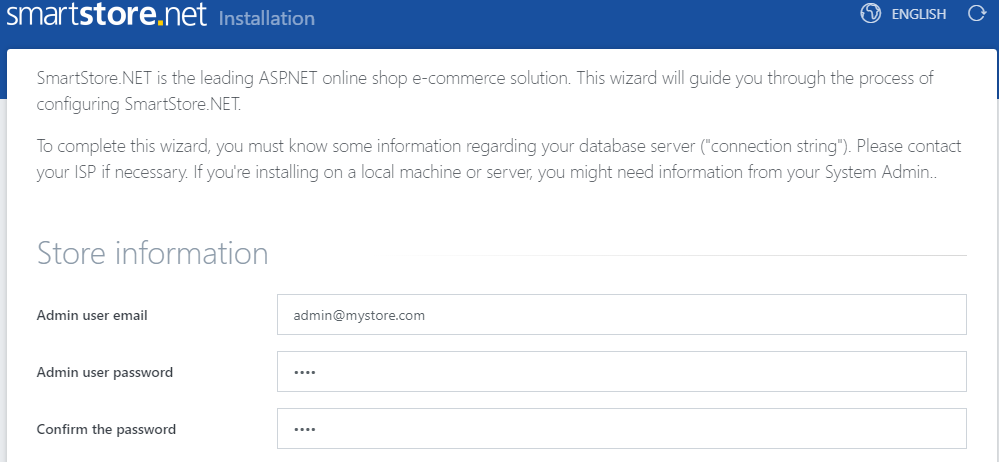 smartstore.net Installation ENGLISH
SmartStore.NET is the leading ASP.NET online shop e-commerce solution. This wizard will guide you through the process of
configuring SmartStore.NET.
To complete this wizard, you must know some information regarding your database server ("connection string"). Please contact
your ISP if necessary. If you're installing on a local machine or server, you might need information from your System Admin..
Store information
Admin user email admin@mystore.com
Admin user password ••••
Confirm the password ••••